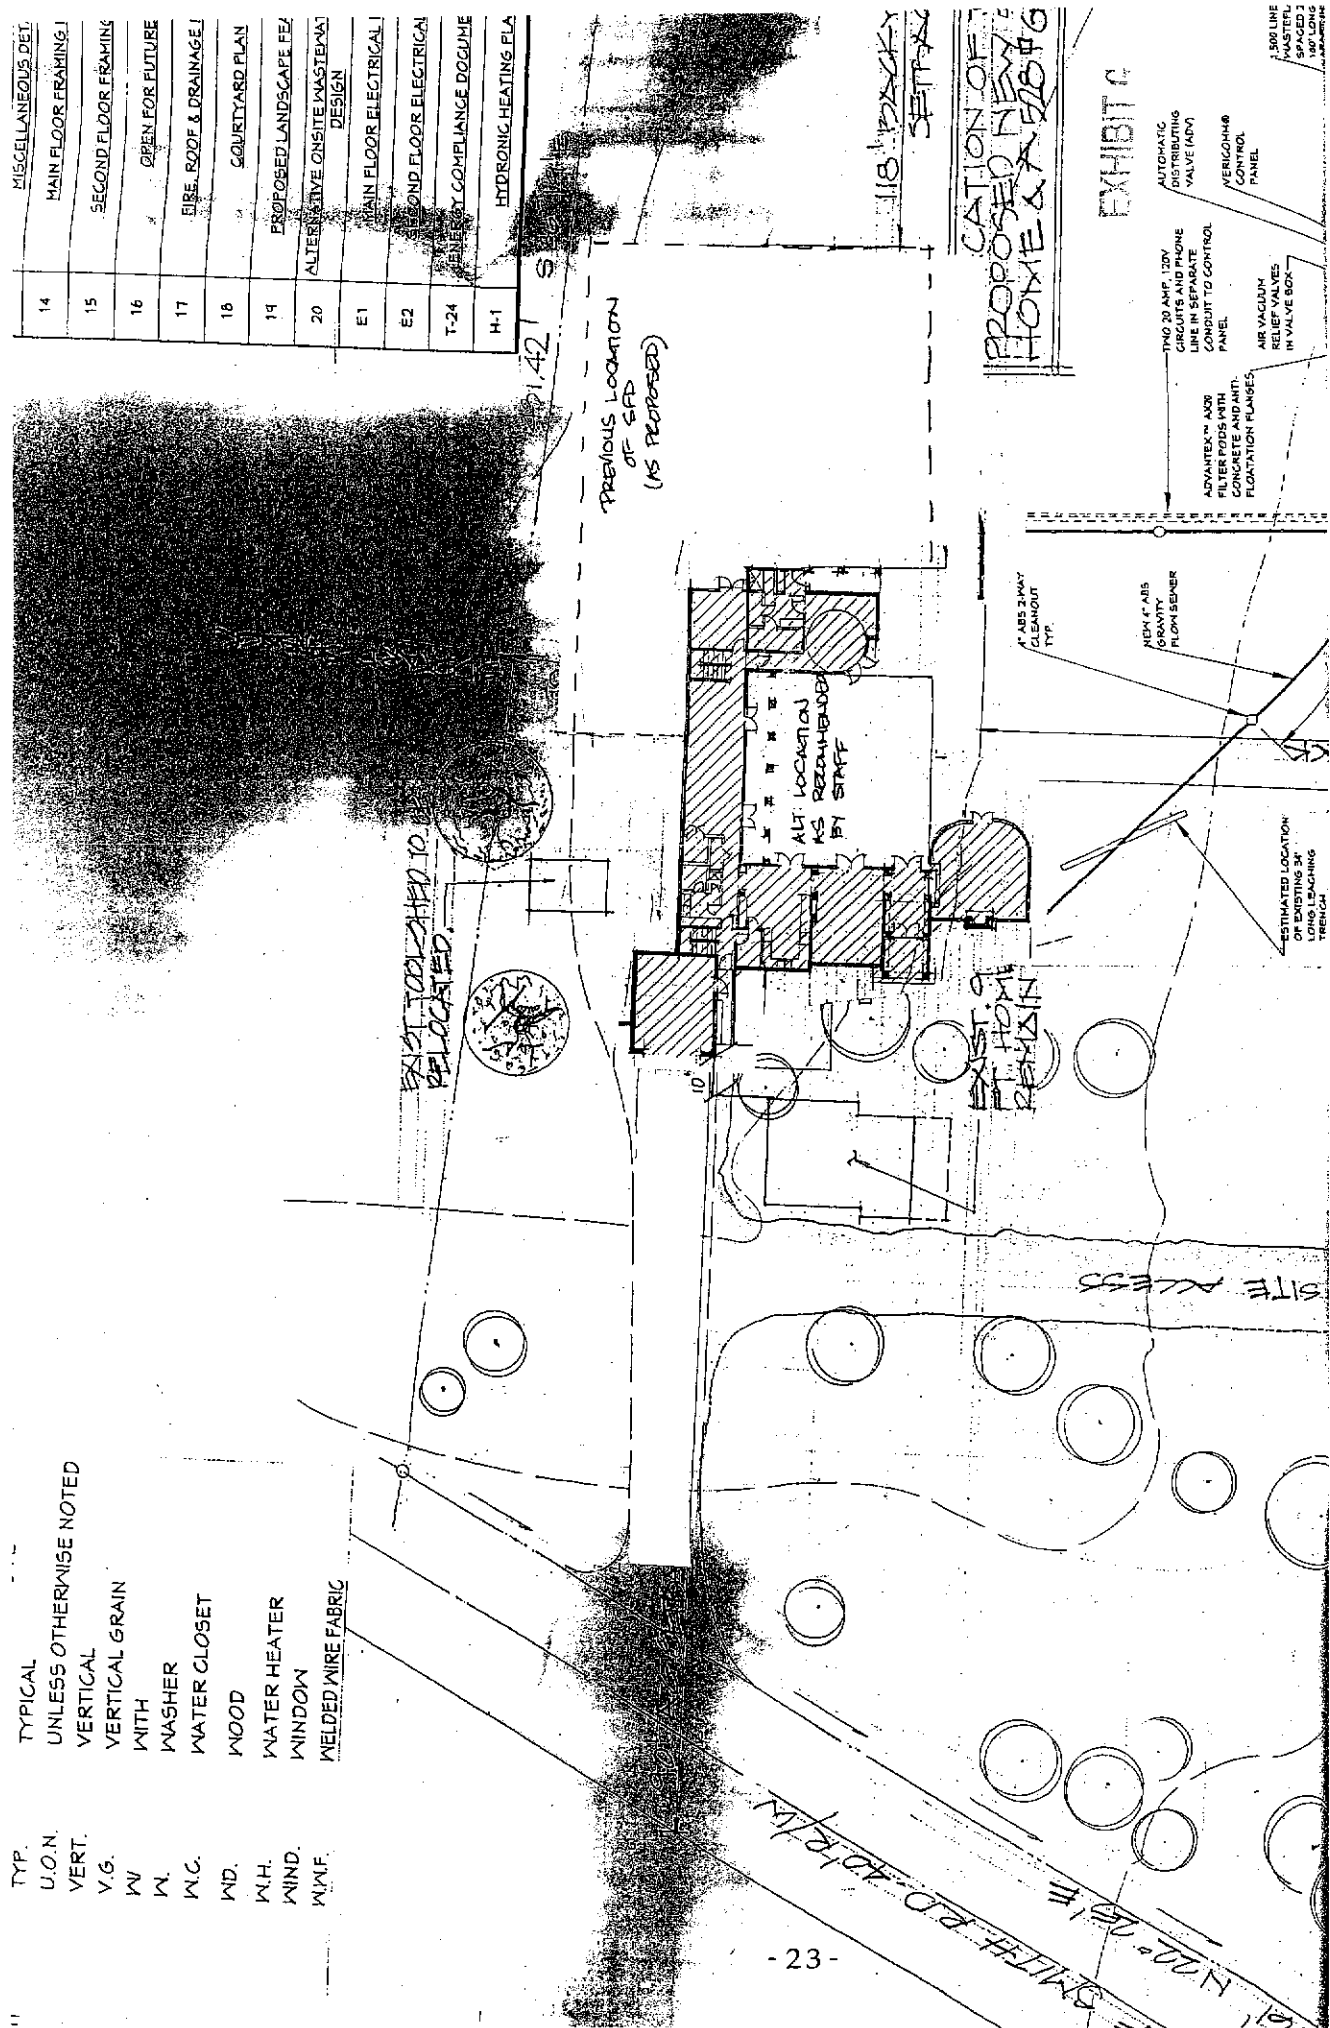 MISCELLANEOUS DET.
14 MAIN FLOOR FRAMING
15 SECOND FLOOR FRAMING
16 OPEN FOR FUTURE
17 FIRE, ROOF & DRAINAGE
18 COURTYARD PLAN
19 PROPOSED LANDSCAPE FEA
20 ALTERNATIVE ONSITE WASTEWAT
DESIGN
E1 MAIN FLOOR ELECTRICAL
E2 SECOND FLOOR ELECTRICAL
T-24 ENERGY COMPLIANCE DOCUME
H-1 HYDRONIC HEATING PLA
TYP. TYPICAL
U.O.N. UNLESS OTHERWISE NOTED
VERT. VERTICAL
V.G. VERTICAL GRAIN
W/ WITH
W. WASHER
W.C. WATER CLOSET
WD. WOOD
W.H. WATER HEATER
WIND. WINDOW
W.W.F. WELDED WIRE FABRIC
PREVIOUS LOCATION
OF SFD
(AS PROPOSED)
ALT. LOCATION
AS RECOMMENDED
BY STAFF
EXIST. TOOLSHED TO
RELOCATED.
EXIST. 9
FT HOME
REMAIN
118'
CATION OF
PROPOSED NEW
HOME
EXHIBIT
AUTOMATIC
DISTRIBUTING
VALVE (ADV)
VERICOMM®
CONTROL
PANEL
TWO 20 AMP, 120V
CIRCUITS AND PHONE
LINE IN SEPARATE
CONDUIT TO CONTROL
PANEL
AIR VACUUM
RELIEF VALVES
IN VALVE BOX
ADVANTEX™ AX20
FILTER PODS WITH
CONCRETE AND ANTI-
FLOATATION FLANGES
4" ABS 2-WAY
CLEANOUT
TYP.
NEW 4" ABS
GRAVITY
FLOW SEWER
ESTIMATED LOCATION
OF EXISTING 34'
LONG LEACHING
TRENCH
10'
SITE ACCESS
SMITH RD 40' R/W
N 22°
-23-